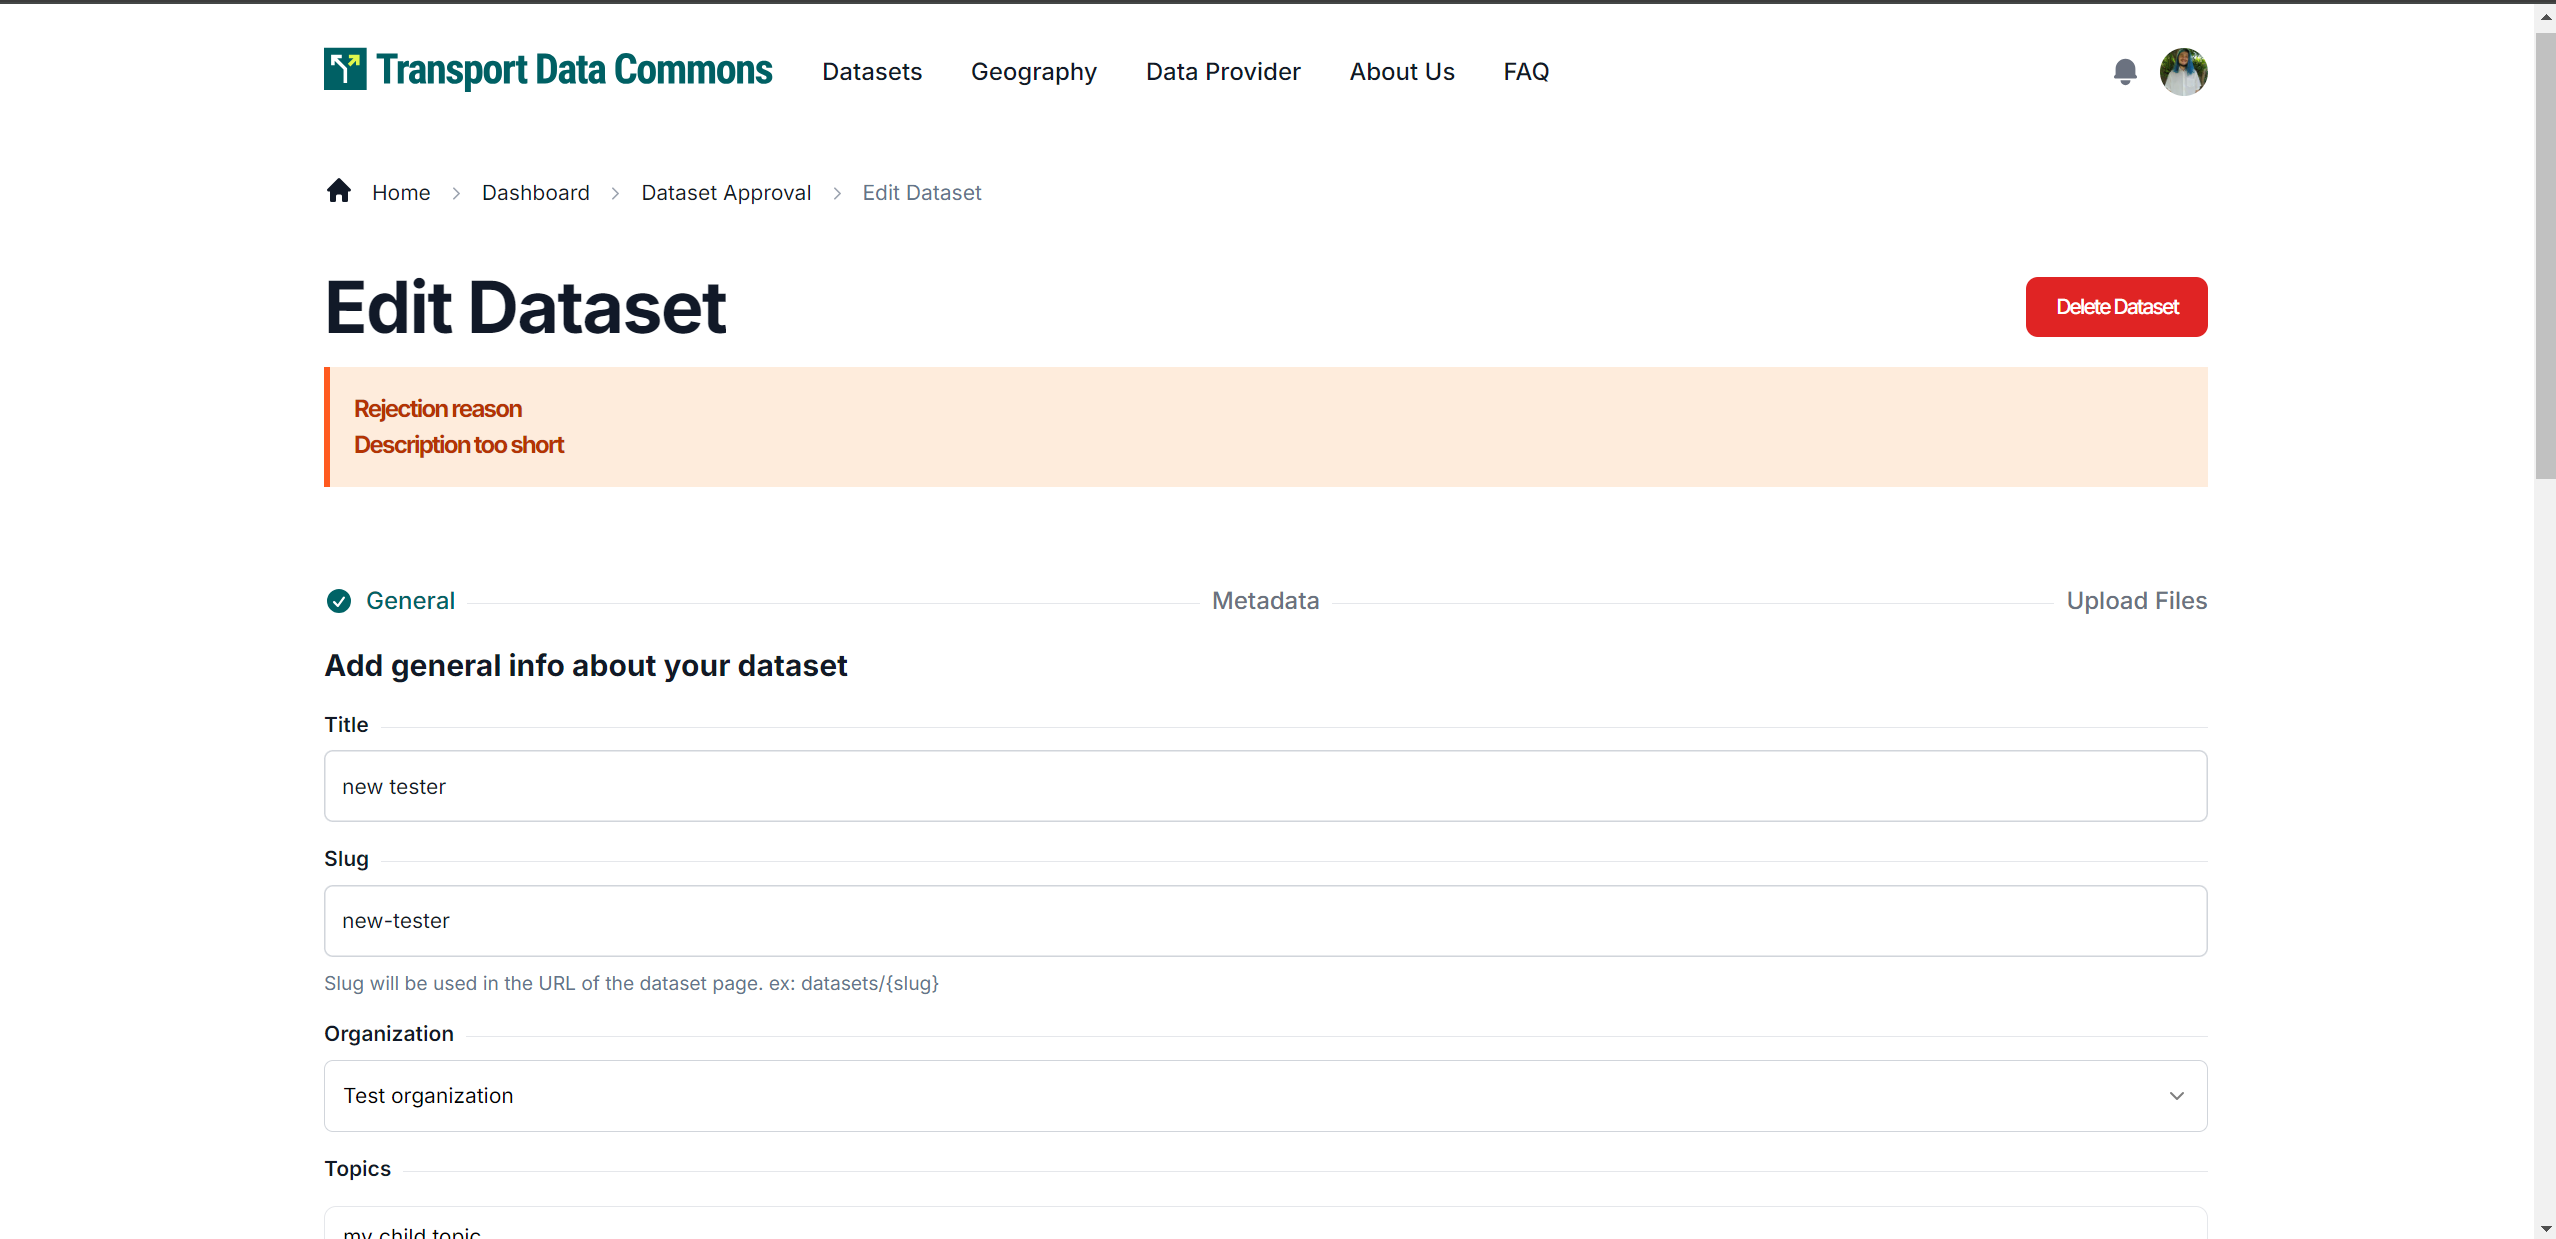 Transport Data Commons Datasets Geography Data Provider About Us FAQ
Home Dashboard Dataset Approval Edit Dataset
Edit Dataset
Delete Dataset
Rejection reason
Description too short
General Metadata Upload Files
Add general info about your dataset
Title
new tester
Slug
new-tester
Slug will be used in the URL of the dataset page. ex: datasets/{slug}
Organization
Test organization
Topics
my child topic